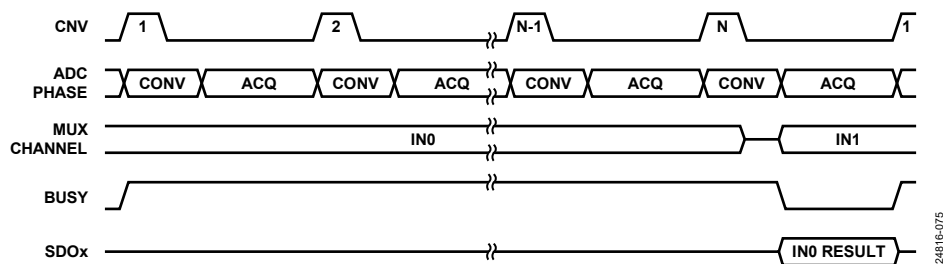 CNV 1 2 N-1 N 1
ADC
PHASE
CONV ACQ CONV ACQ CONV ACQ CONV ACQ
MUX
CHANNEL
IN0 IN1
BUSY
SDOx IN0 RESULT
24816-075